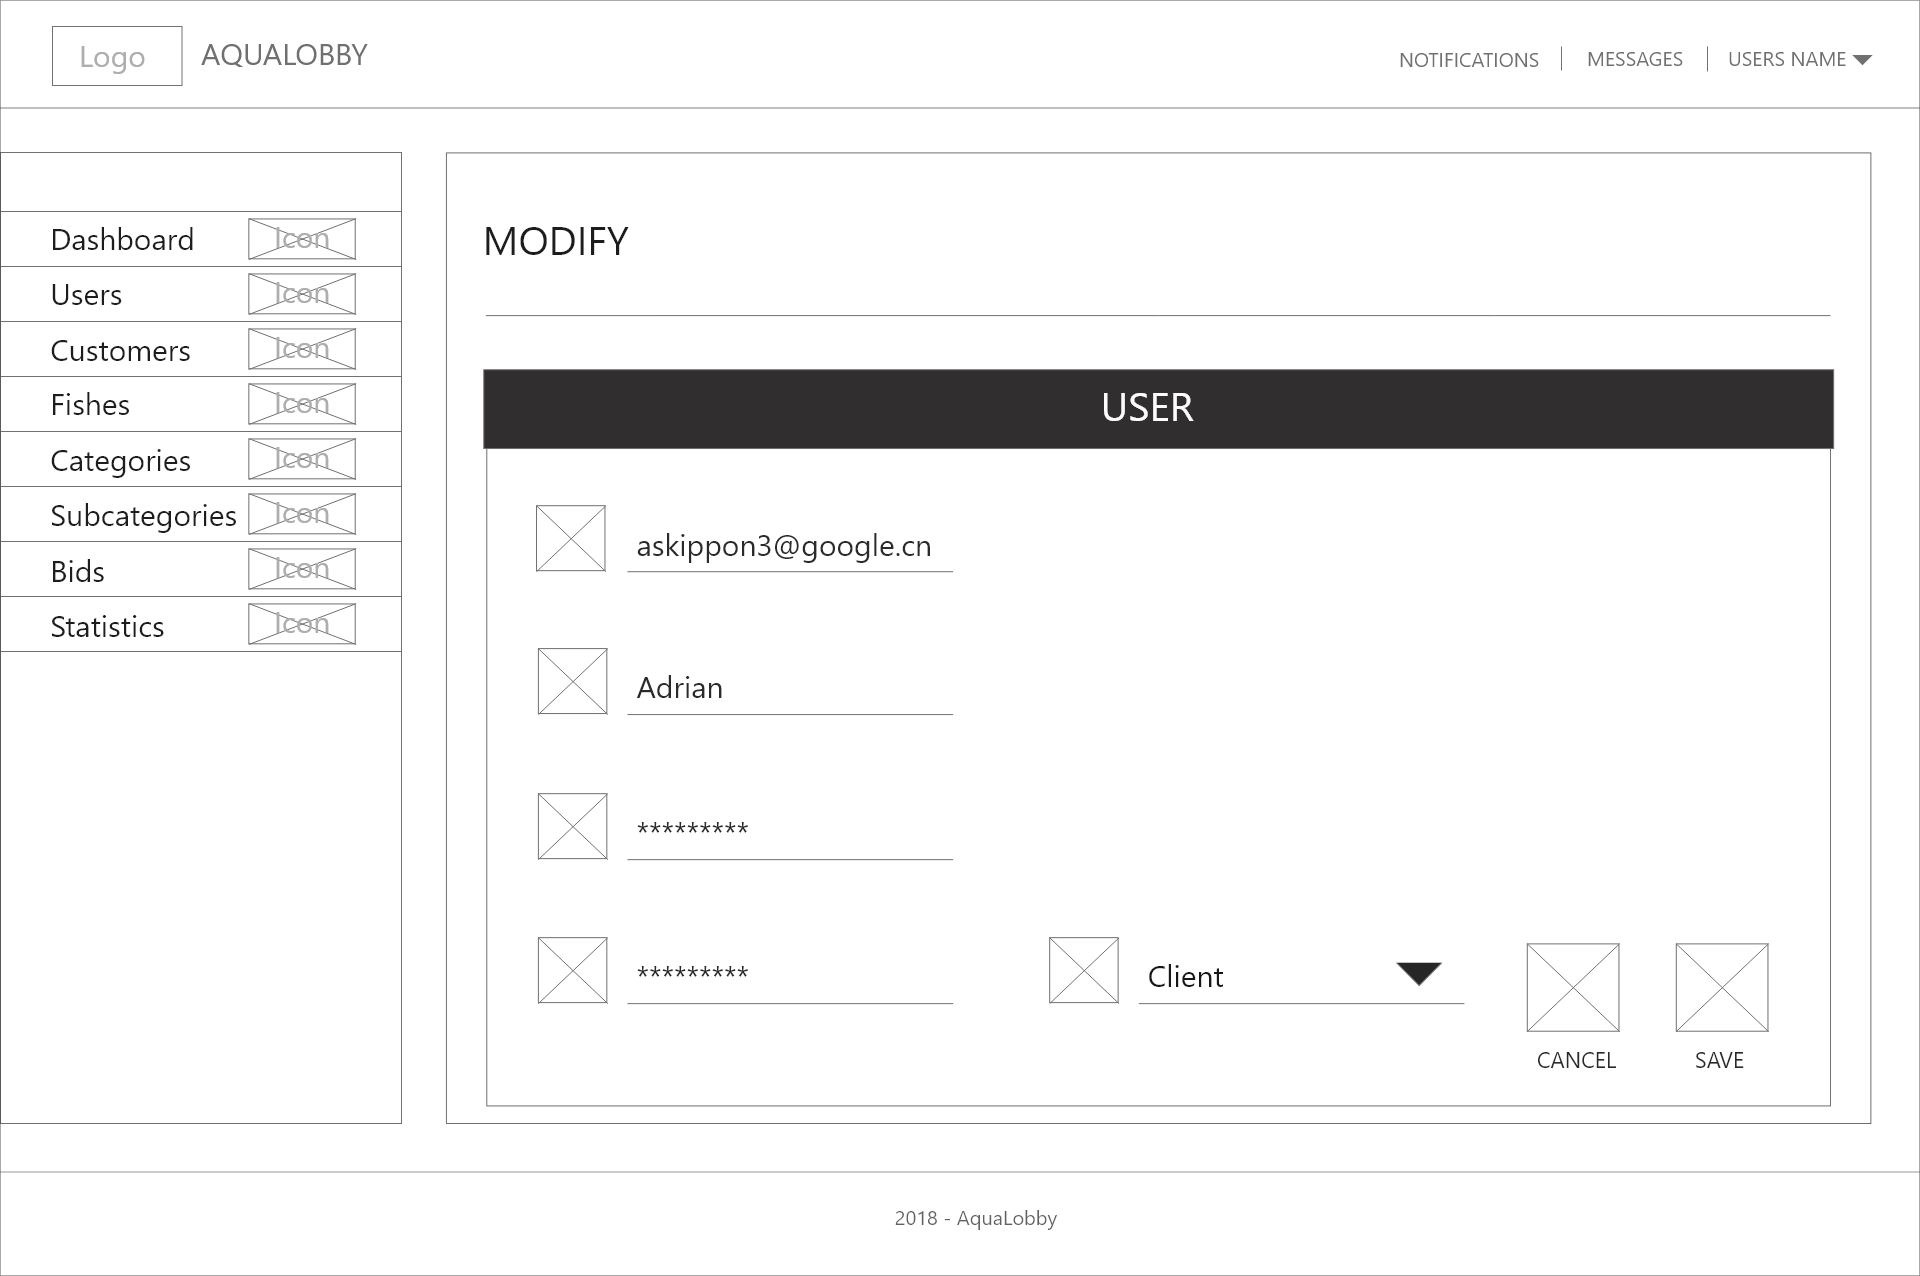 Logo
AQUALOBBY
NOTIFICATIONS
MESSAGES
USERS NAME
Dashboard Icon
Users Icon
Customers Icon
Fishes Icon
Categories Icon
Subcategories Icon
Bids Icon
Statistics Icon
MODIFY
USER
askippon3@google.cn
Adrian
*********
*********
Client
CANCEL
SAVE
2018 - AquaLobby